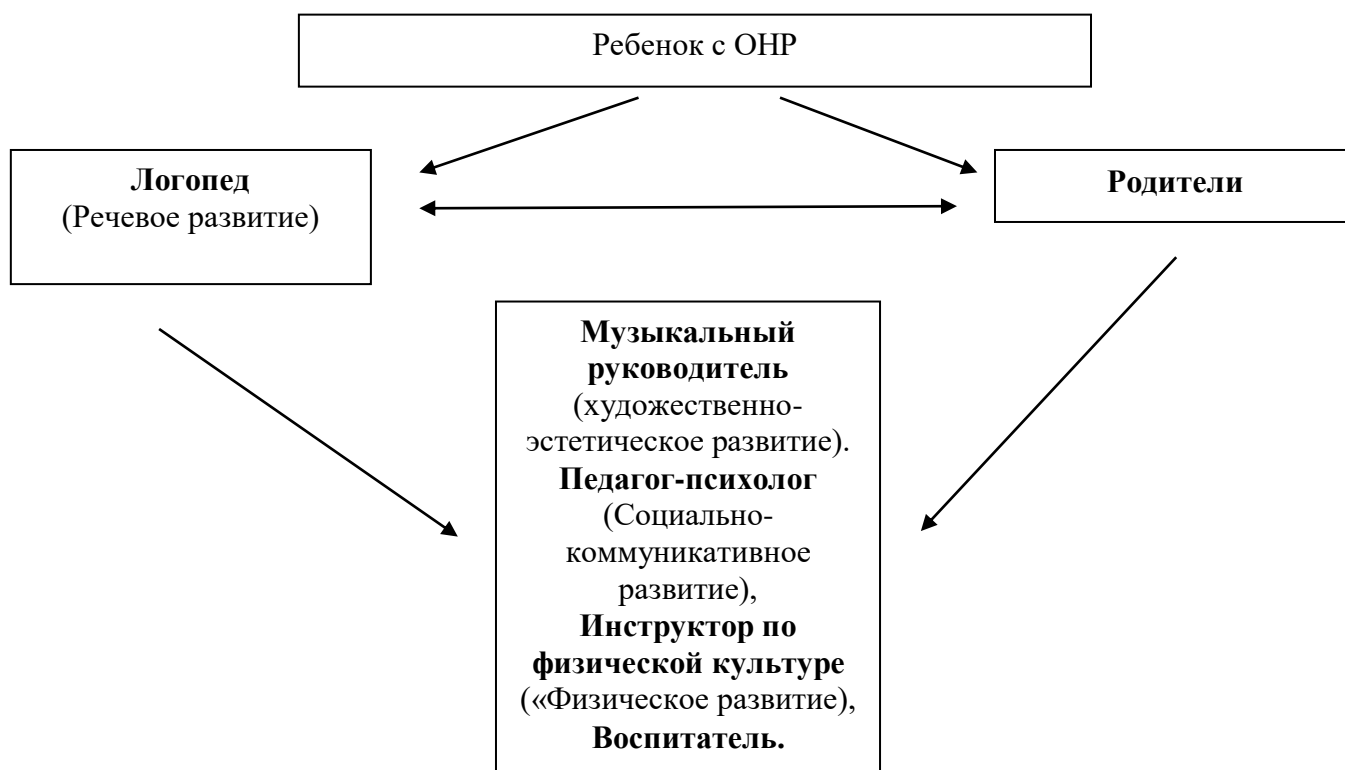 Ребенок с ОНР
Логопед
(Речевое развитие)
Родители
Музыкальный
руководитель
(художественно-
эстетическое развитие).
Педагог-психолог
(Социально-
коммуникативное
развитие),
Инструктор по
физической культуре
(«Физическое развитие),
Воспитатель.